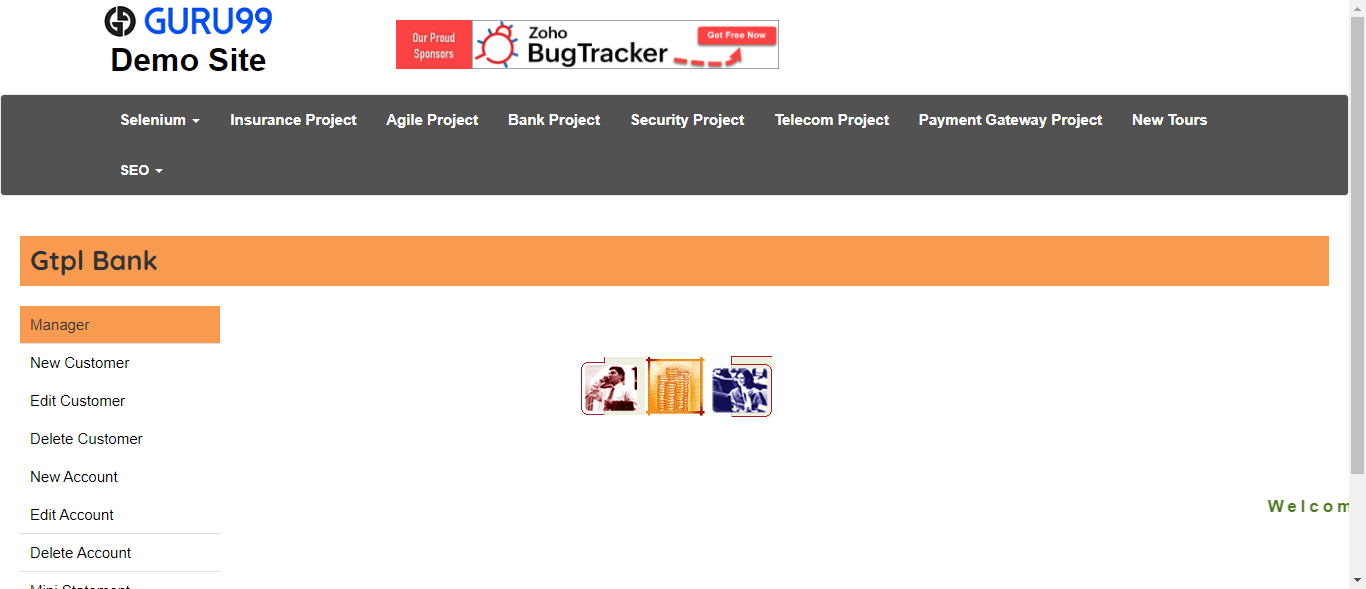 GURU99
Demo Site
Our Proud
Sponsors
Zoho
BugTracker
Get Free Now
Selenium
Insurance Project
Agile Project
Bank Project
Security Project
Telecom Project
Payment Gateway Project
New Tours
SEO
Gtpl Bank
Manager
New Customer
Edit Customer
Delete Customer
New Account
Edit Account
Delete Account
Mini Statement
Welcom